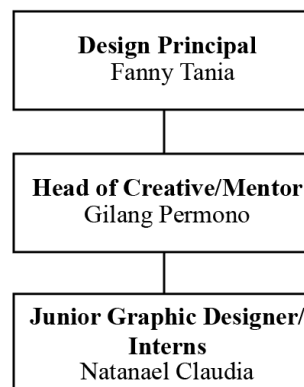 Design Principal
Fanny Tania
Head of Creative/Mentor
Gilang Permono
Junior Graphic Designer/
Interns
Natanael Claudia